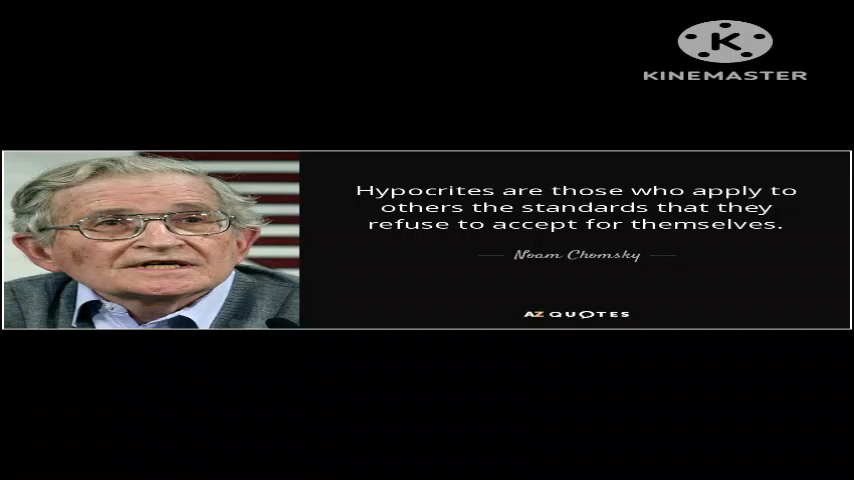 K
KINEMASTER
Hypocrites are those who apply to
others the standards that they
refuse to accept for themselves.
Noam Chomsky
AZ QUOTES